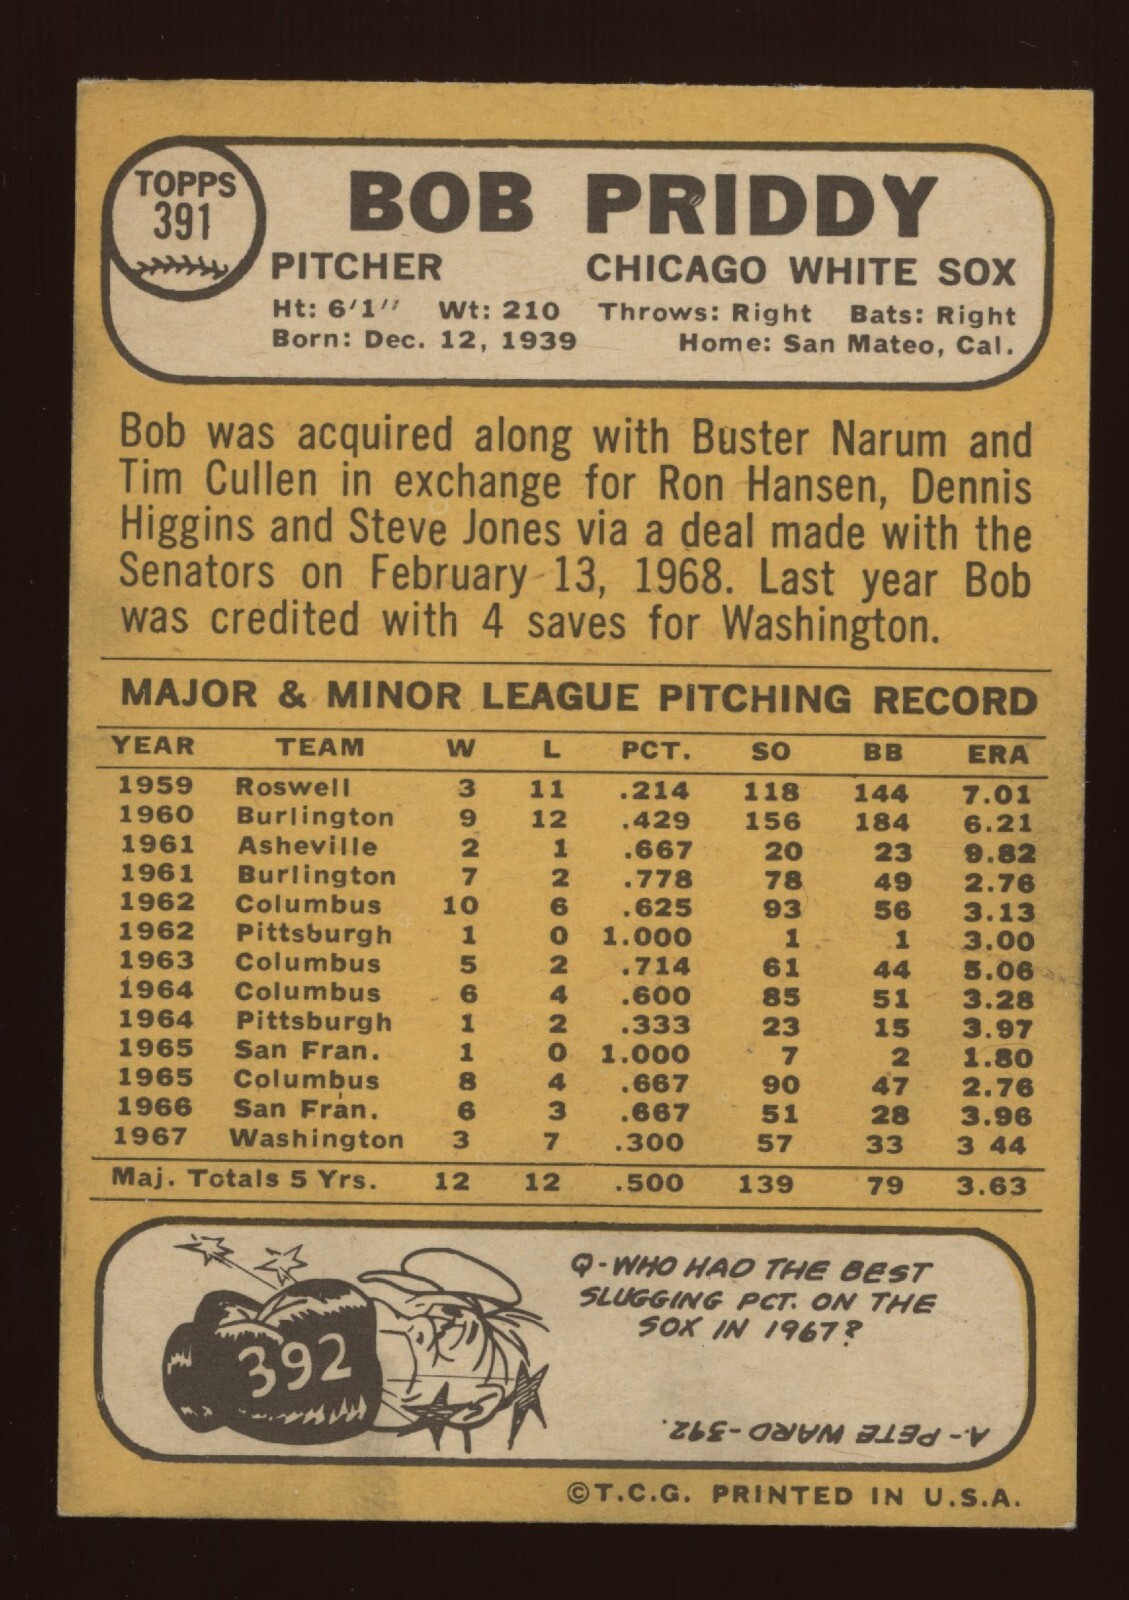 TOPPS
391
BOB PRIDDY
PITCHER CHICAGO WHITE SOX
Ht: 6'1" Wt: 210 Throws: Right Bats: Right
Born: Dec. 12, 1939 Home: San Mateo, Cal.
Bob was acquired along with Buster Narum and
Tim Cullen in exchange for Ron Hansen, Dennis
Higgins and Steve Jones via a deal made with the
Senators on February 13, 1968. Last year Bob
was credited with 4 saves for Washington.
MAJOR & MINOR LEAGUE PITCHING RECORD
YEAR TEAM W L PCT. SO BB ERA
1959 Roswell 3 11 .214 118 144 7.01
1960 Burlington 9 12 .429 156 184 6.21
1961 Asheville 2 1 .667 20 23 9.82
1961 Burlington 7 2 .778 78 49 2.76
1962 Columbus 10 6 .625 93 56 3.13
1962 Pittsburgh 1 0 1.000 1 1 3.00
1963 Columbus 5 2 .714 61 44 5.06
1964 Columbus 6 4 .600 85 51 3.28
1964 Pittsburgh 1 2 .333 23 15 3.97
1965 San Fran. 1 0 1.000 7 2 1.80
1965 Columbus 8 4 .667 90 47 2.76
1966 San Fran. 6 3 .667 51 28 3.96
1967 Washington 3 7 .300 57 33 3 44
Maj. Totals 5 Yrs. 12 12 .500 139 79 3.63
392
Q-WHO HAD THE BEST
SLUGGING PCT. ON THE
SOX IN 1967?
A.- PETE WARD-.392.
©T.C.G. PRINTED IN U.S.A.